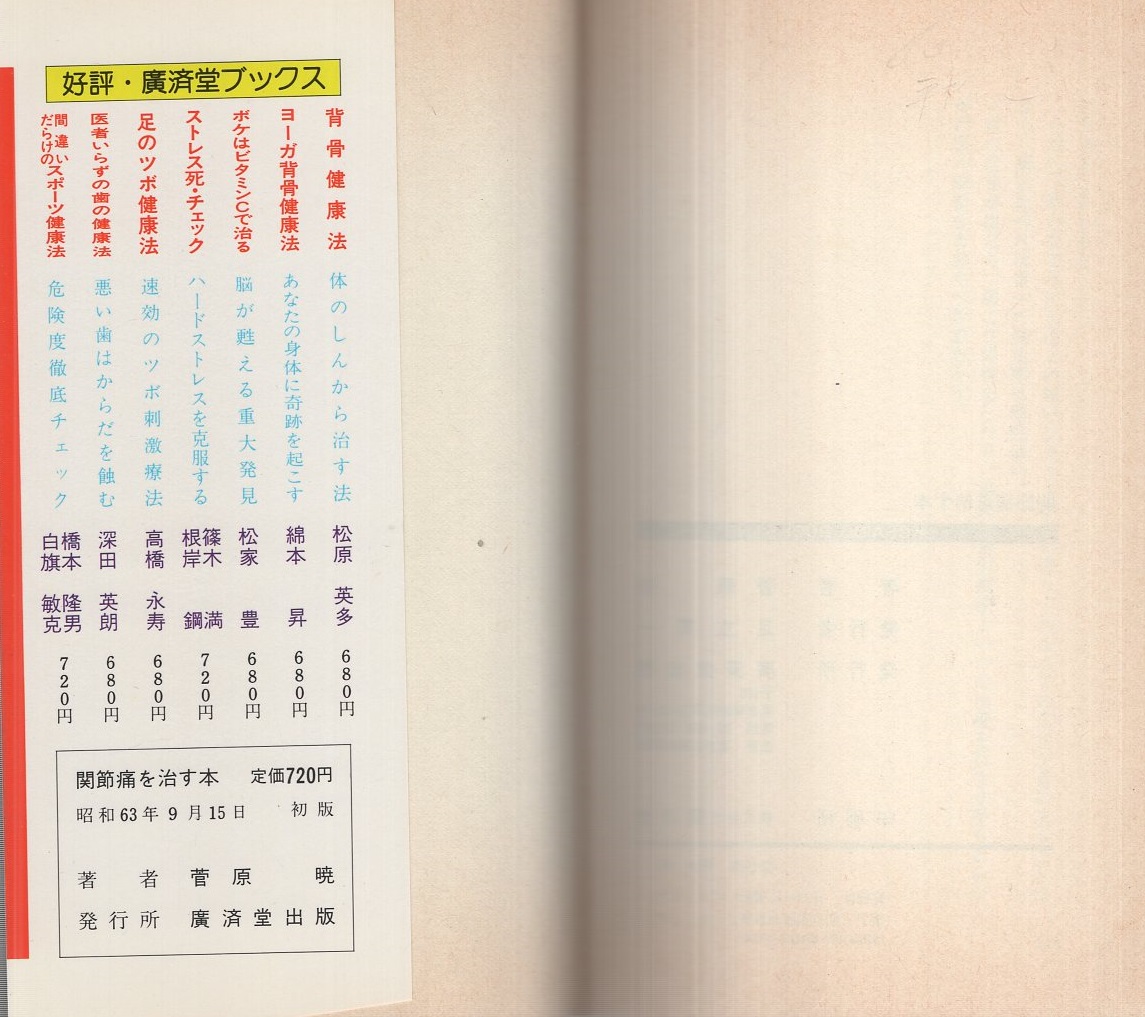 好評・廣済堂ブックス
背骨健康法 体のしんから治す法 松原英多 680円
ヨーガ背骨健康法 あなたの身体に奇跡を起こす 綿本昇 680円
ボケはビタミンCで治る 脳が甦える重大発見 松家豊 680円
ストレス死・チェック ハードストレスを克服する 篠木満 根岸鋼 720円
足のツボ健康法 速効のツボ刺激療法 高橋永寿 680円
医者いらずの歯の健康法 悪い歯はからだを蝕む 深田英朗 680円
間違いだらけのスポーツ健康法 危険度徹底チェック 橋本隆男 白旗敏克 720円
関節痛を治す本 定価720円
昭和63年9月15日 初版
著者 菅原暁
発行所 廣済堂出版